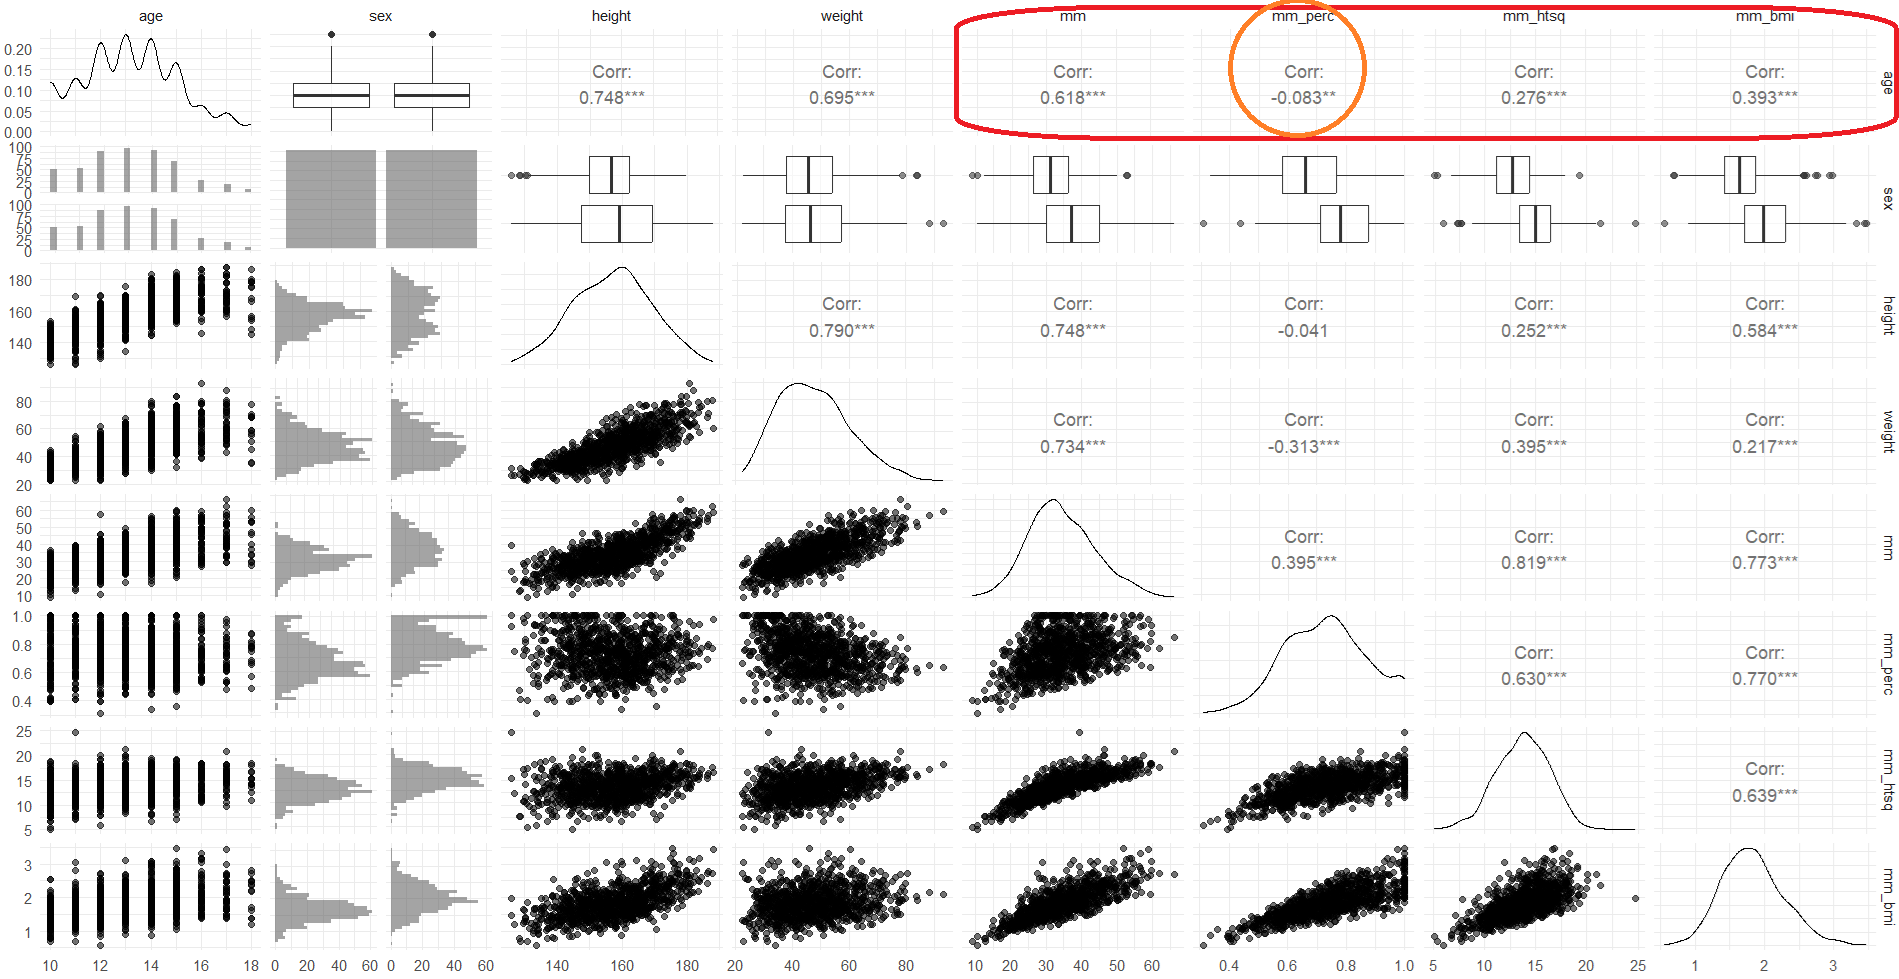 age sex height weight mm mm_perc mm_htsq mm_bmi
0.20
0.15
0.10
0.05
0.00
Corr:
0.748***
Corr:
0.695***
Corr:
0.618***
Corr:
-0.083**
Corr:
0.276***
Corr:
0.393***
age
100
75
50
25
0
100
75
50
25
0
sex
180
160
140
Corr:
0.790***
Corr:
0.748***
Corr:
-0.041
Corr:
0.252***
Corr:
0.584***
height
80
60
40
20
Corr:
0.734***
Corr:
-0.313***
Corr:
0.395***
Corr:
0.217***
weight
60
50
40
30
20
10
Corr:
0.395***
Corr:
0.819***
Corr:
0.773***
mm
1.0
0.8
0.6
0.4
Corr:
0.630***
Corr:
0.770***
mm_perc
25
20
15
10
5
Corr:
0.639***
mm_htsq
3
2
1
mm_bmi
10 12 14 16 18 0 20 40 60 0 20 40 60 140 160 180 20 40 60 80 10 20 30 40 50 60 0.4 0.6 0.8 1.0 5 10 15 20 25 1 2 3